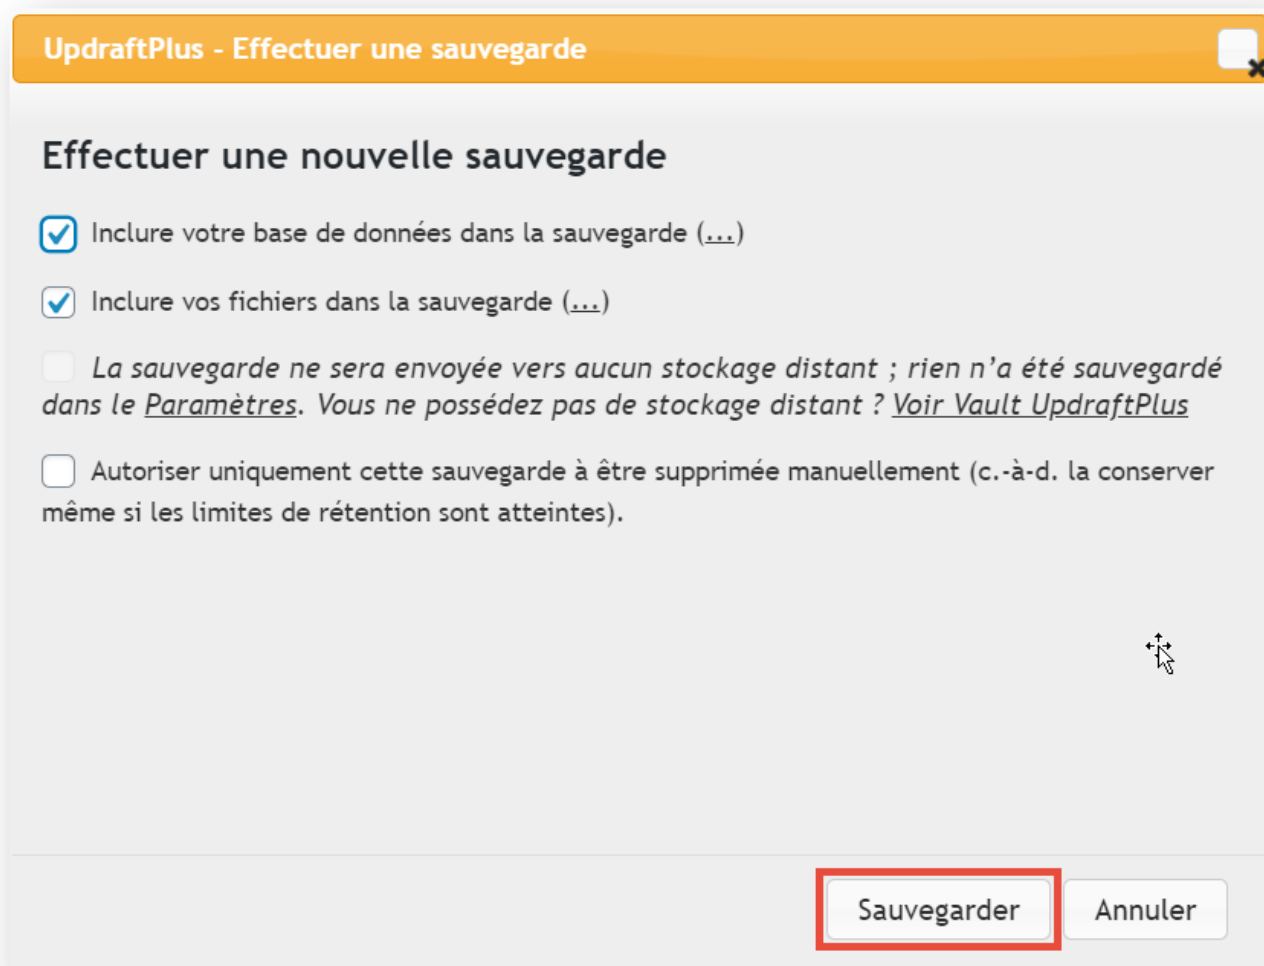 UpdraftPlus - Effectuer une sauvegarde
Effectuer une nouvelle sauvegarde
Inclure votre base de données dans la sauvegarde (...)
Inclure vos fichiers dans la sauvegarde (...)
La sauvegarde ne sera envoyée vers aucun stockage distant ; rien n’a été sauvegardé
dans le Paramètres. Vous ne possédez pas de stockage distant ? Voir Vault UpdraftPlus
Autoriser uniquement cette sauvegarde à être supprimée manuellement (c.-à-d. la conserver
même si les limites de rétention sont atteintes).
Sauvegarder Annuler